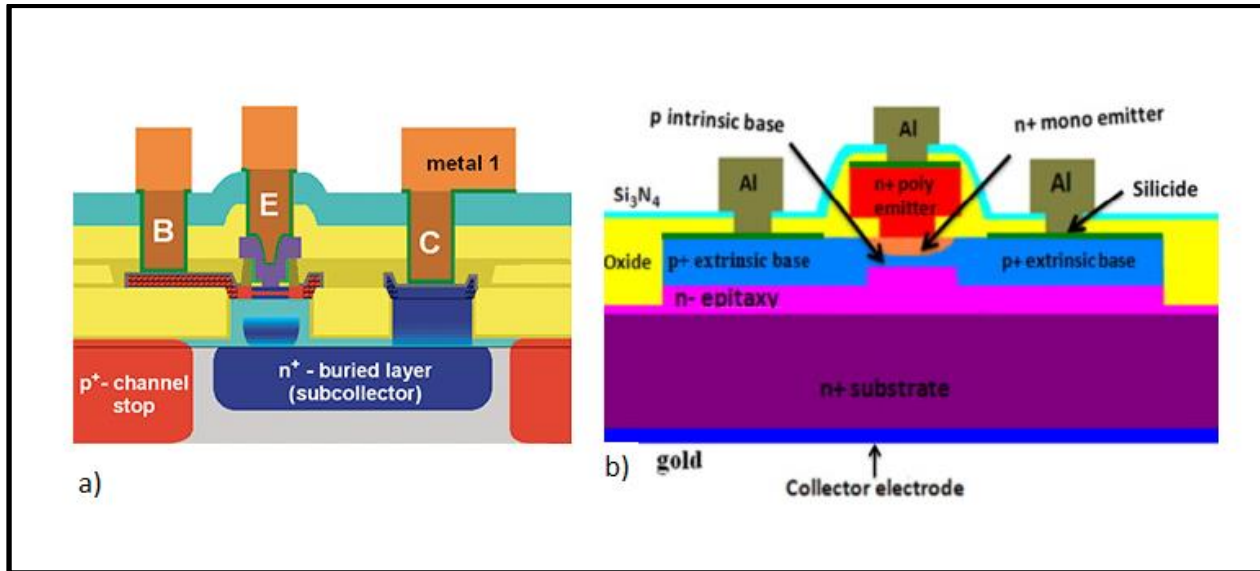 B
E
C
metal 1
p⁺- channel
stop
n⁺ - buried layer
(subcollector)
a)
p intrinsic base
n+ mono emitter
Al
Al
Al
Si₃N₄
n+ poly
emitter
Silicide
Oxide
p+ extrinsic base
p+ extrinsic base
n- epitaxy
n+ substrate
gold
Collector electrode
b)